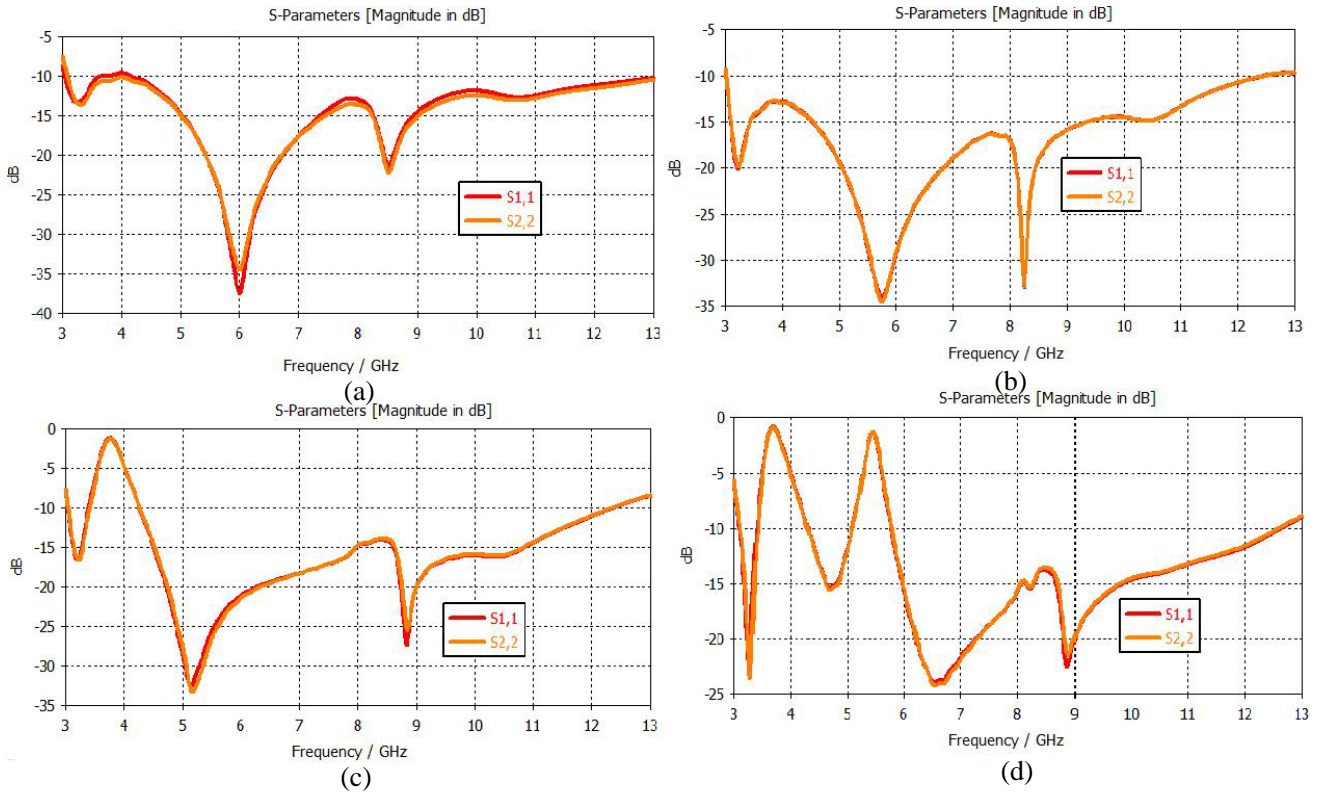 S-Parameters [Magnitude in dB]
-5
-10
-15
-20
-25
-30
-35
-40
dB
S1,1
S2,2
3 4 5 6 7 8 9 10 11 12 13
Frequency / GHz
(a)
S-Parameters [Magnitude in dB]
-5
-10
-15
-20
-25
-30
-35
dB
S1,1
S2,2
3 4 5 6 7 8 9 10 11 12 13
Frequency / GHz
(b)
S-Parameters [Magnitude in dB]
0
-5
-10
-15
-20
-25
-30
-35
dB
S1,1
S2,2
3 4 5 6 7 8 9 10 11 12 13
Frequency / GHz
(c)
S-Parameters [Magnitude in dB]
0
-5
-10
-15
-20
-25
dB
S1,1
S2,2
3 4 5 6 7 8 9 10 11 12 13
Frequency / GHz
(d)